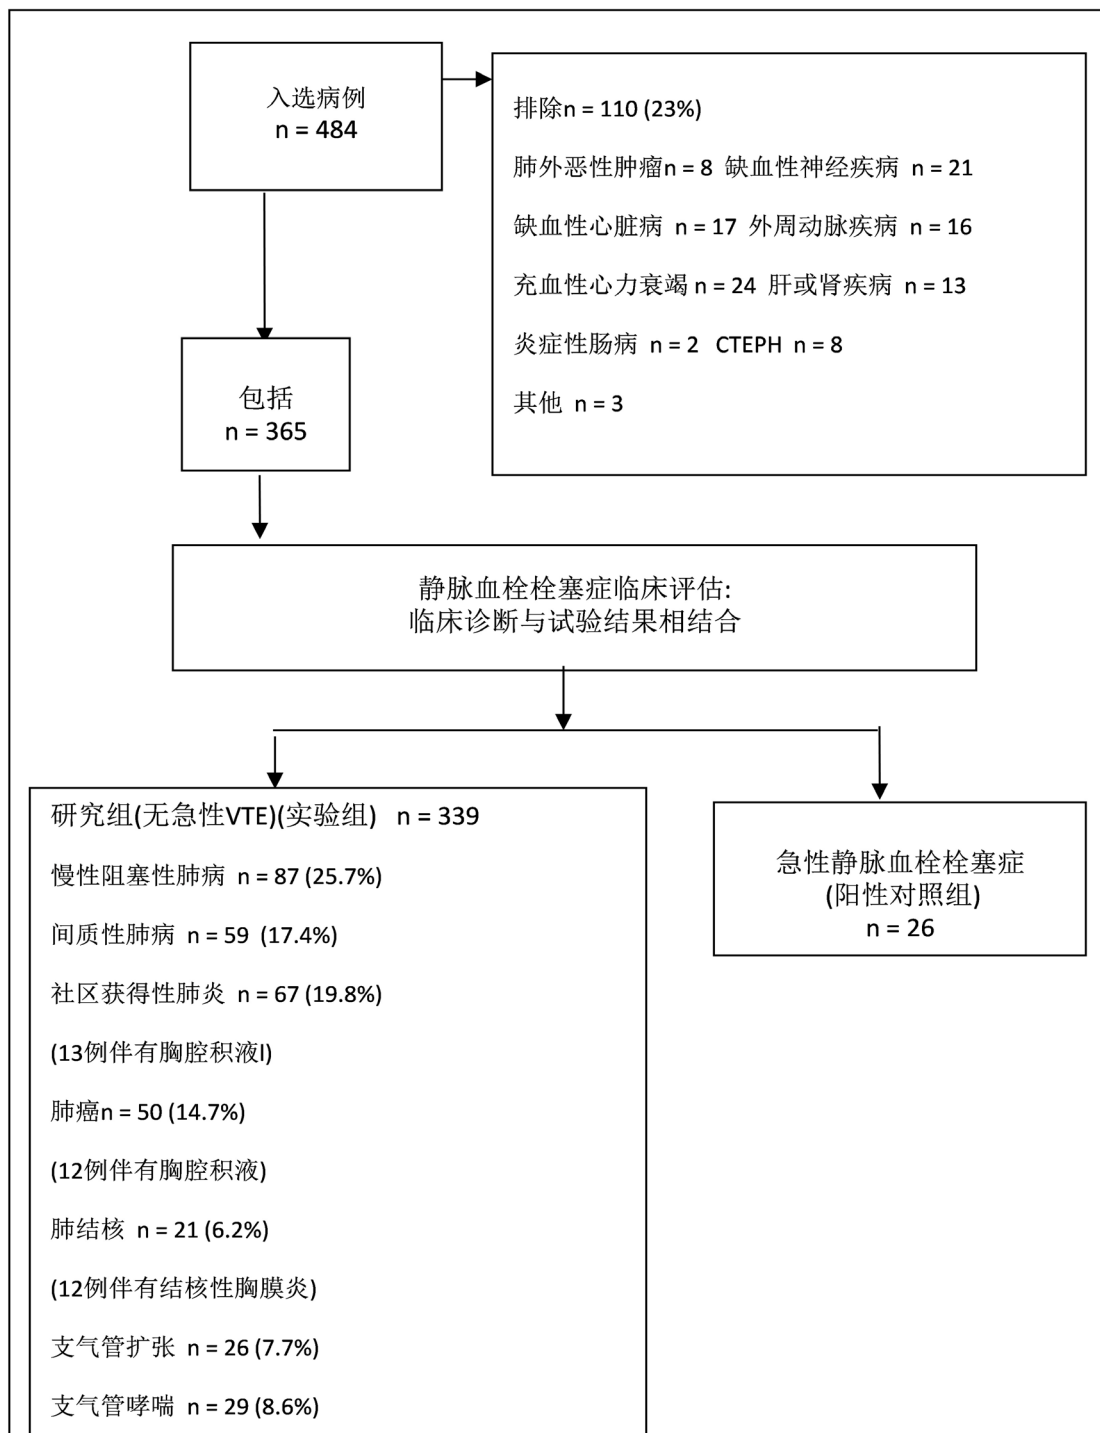 入选病例
n = 484
排除n = 110 (23%)
肺外恶性肿瘤n = 8 缺血性神经疾病 n = 21
缺血性心脏病 n = 17 外周动脉疾病 n = 16
充血性心力衰竭 n = 24 肝或肾疾病 n = 13
炎症性肠病 n = 2 CTEPH n = 8
其他 n = 3
包括
n = 365
静脉血栓栓塞症临床评估:
临床诊断与试验结果相结合
研究组(无急性VTE)(实验组) n = 339
慢性阻塞性肺病 n = 87 (25.7%)
间质性肺病 n = 59 (17.4%)
社区获得性肺炎 n = 67 (19.8%)
(13例伴有胸腔积液l)
肺癌n = 50 (14.7%)
(12例伴有胸腔积液)
肺结核 n = 21 (6.2%)
(12例伴有结核性胸膜炎)
支气管扩张 n = 26 (7.7%)
支气管哮喘 n = 29 (8.6%)
急性静脉血栓栓塞症
(阳性对照组)
n = 26